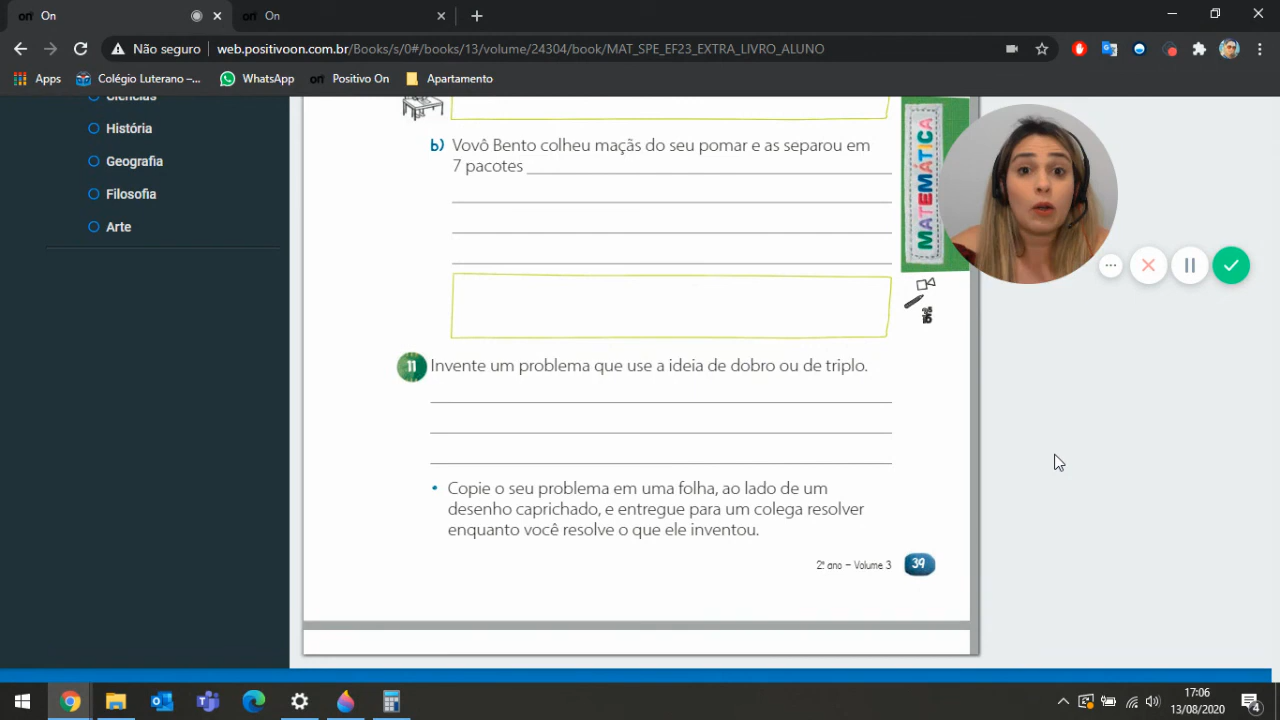 On
On
Não seguro
web.positivoon.com.br/Books/s/0#/books/13/volume/24304/book/MAT_SPE_EF23_EXTRA_LIVRO_ALUNO
Apps
Colégio Luterano –...
WhatsApp
Positivo On
Apartamento
Ciências
História
Geografia
Filosofia
Arte
b) Vovô Bento colheu maçãs do seu pomar e as separou em
7 pacotes
MATEMÁTICA
11 Invente um problema que use a ideia de dobro ou de triplo.
• Copie o seu problema em uma folha, ao lado de um
desenho caprichado, e entregue para um colega resolver
enquanto você resolve o que ele inventou.
2º. ano – Volume 3 39
17:06
13/08/2020
4